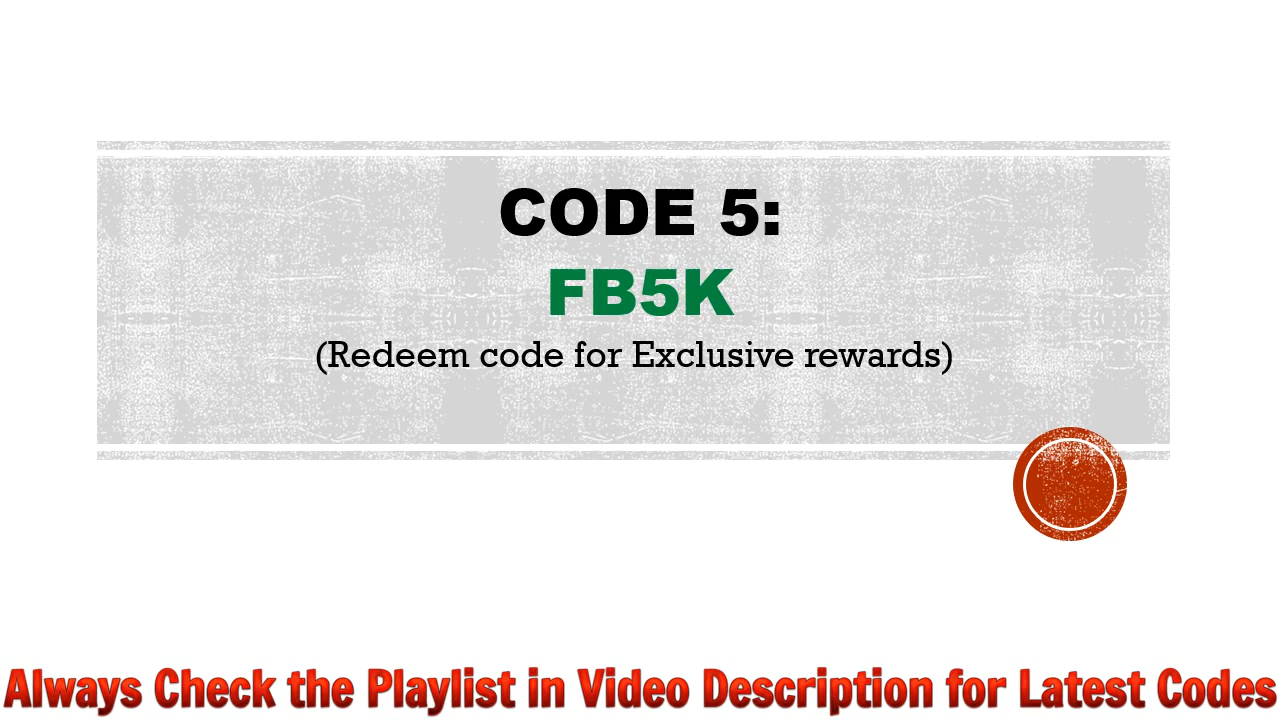 CODE 5:
FB5K
(Redeem code for Exclusive rewards)
Always Check the Playlist in Video Description for Latest Codes